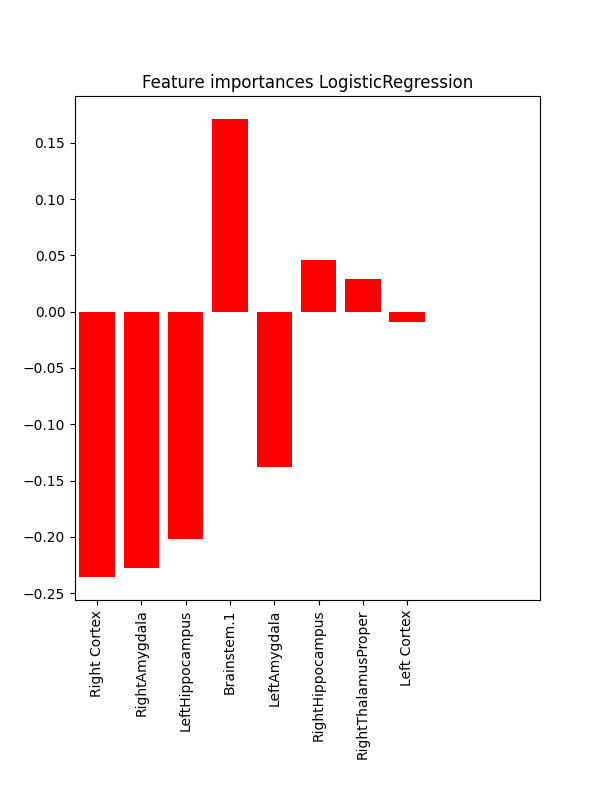 Feature importances LogisticRegression
0.15
0.10
0.05
0.00
−0.05
−0.10
−0.15
−0.20
−0.25
Right Cortex
RightAmygdala
LeftHippocampus
Brainstem.1
LeftAmygdala
RightHippocampus
RightThalamusProper
Left Cortex